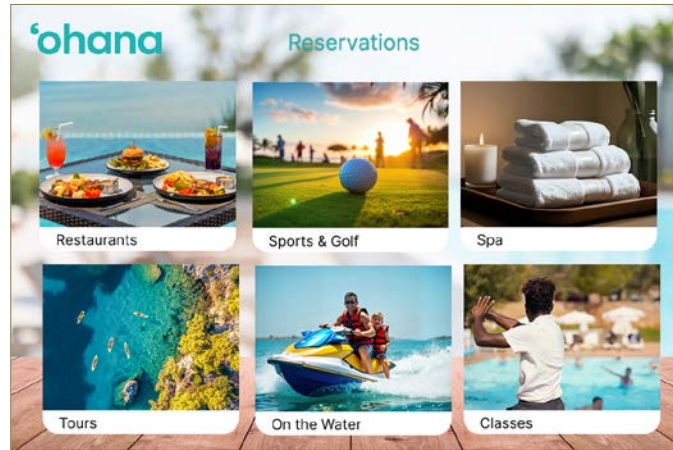 ‘ohana
Reservations
Restaurants
Sports & Golf
Spa
Tours
On the Water
Classes